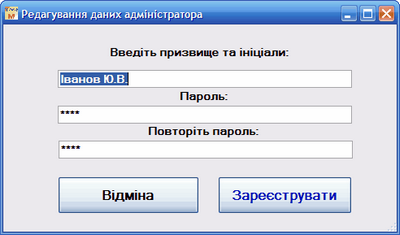 Редагування даних адміністратора
Введіть призвище та ініціали:
Іванов Ю.В.
Пароль:
****
Повторіть пароль:
****
Відміна
Зареєструвати